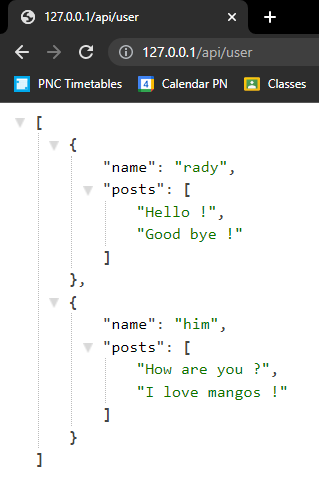 127.0.0.1/api/user
127.0.0.1/api/user
PNC Timetables 4 Calendar PN Classes
[
{
"name": "rady",
"posts": [
"Hello !",
"Good bye !"
]
},
{
"name": "him",
"posts": [
"How are you ?",
"I love mangos !"
]
}
]